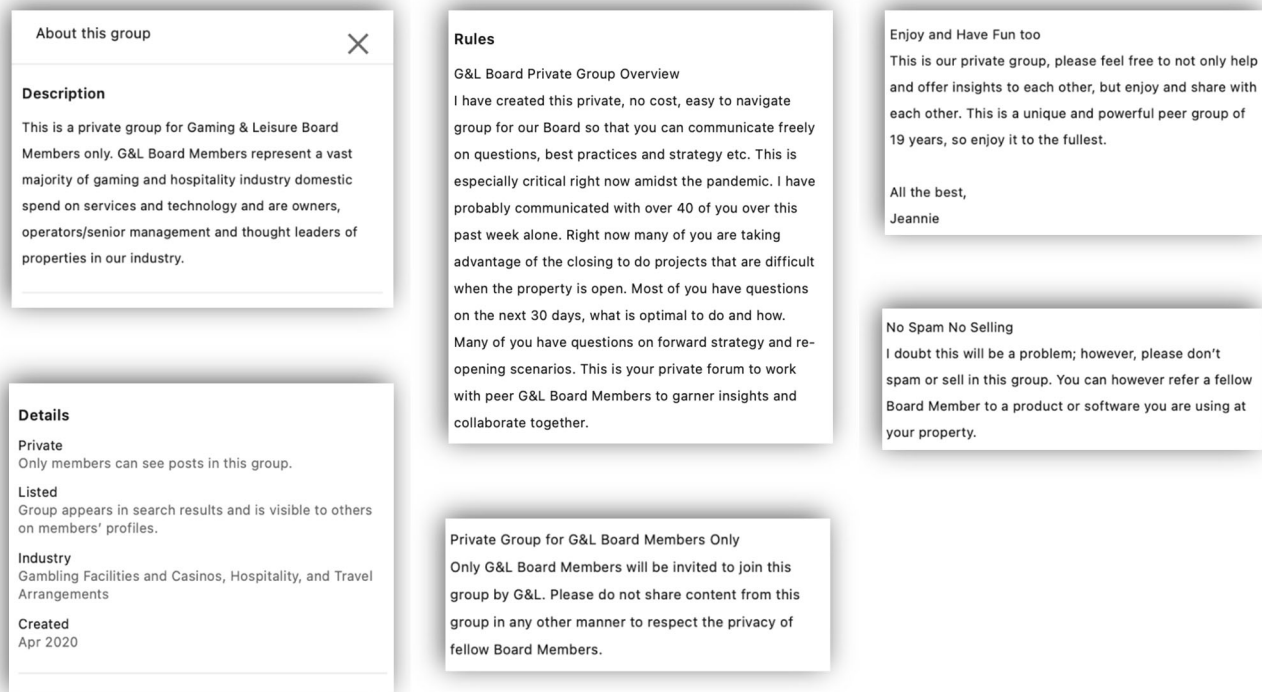 About this group
Description
This is a private group for Gaming & Leisure Board
Members only. G&L Board Members represent a vast
majority of gaming and hospitality industry domestic
spend on services and technology and are owners,
operators/senior management and thought leaders of
properties in our industry.
Details
Private
Only members can see posts in this group.
Listed
Group appears in search results and is visible to others
on members’ profiles.
Industry
Gambling Facilities and Casinos, Hospitality, and Travel
Arrangements
Created
Apr 2020
Rules
G&L Board Private Group Overview
I have created this private, no cost, easy to navigate
group for our Board so that you can communicate freely
on questions, best practices and strategy etc. This is
especially critical right now amidst the pandemic. I have
probably communicated with over 40 of you over this
past week alone. Right now many of you are taking
advantage of the closing to do projects that are difficult
when the property is open. Most of you have questions
on the next 30 days, what is optimal to do and how.
Many of you have questions on forward strategy and re-
opening scenarios. This is your private forum to work
with peer G&L Board Members to garner insights and
collaborate together.
Private Group for G&L Board Members Only
Only G&L Board Members will be invited to join this
group by G&L. Please do not share content from this
group in any other manner to respect the privacy of
fellow Board Members.
Enjoy and Have Fun too
This is our private group, please feel free to not only help
and offer insights to each other, but enjoy and share with
each other. This is a unique and powerful peer group of
19 years, so enjoy it to the fullest.
All the best,
Jeannie
No Spam No Selling
I doubt this will be a problem; however, please don’t
spam or sell in this group. You can however refer a fellow
Board Member to a product or software you are using at
your property.